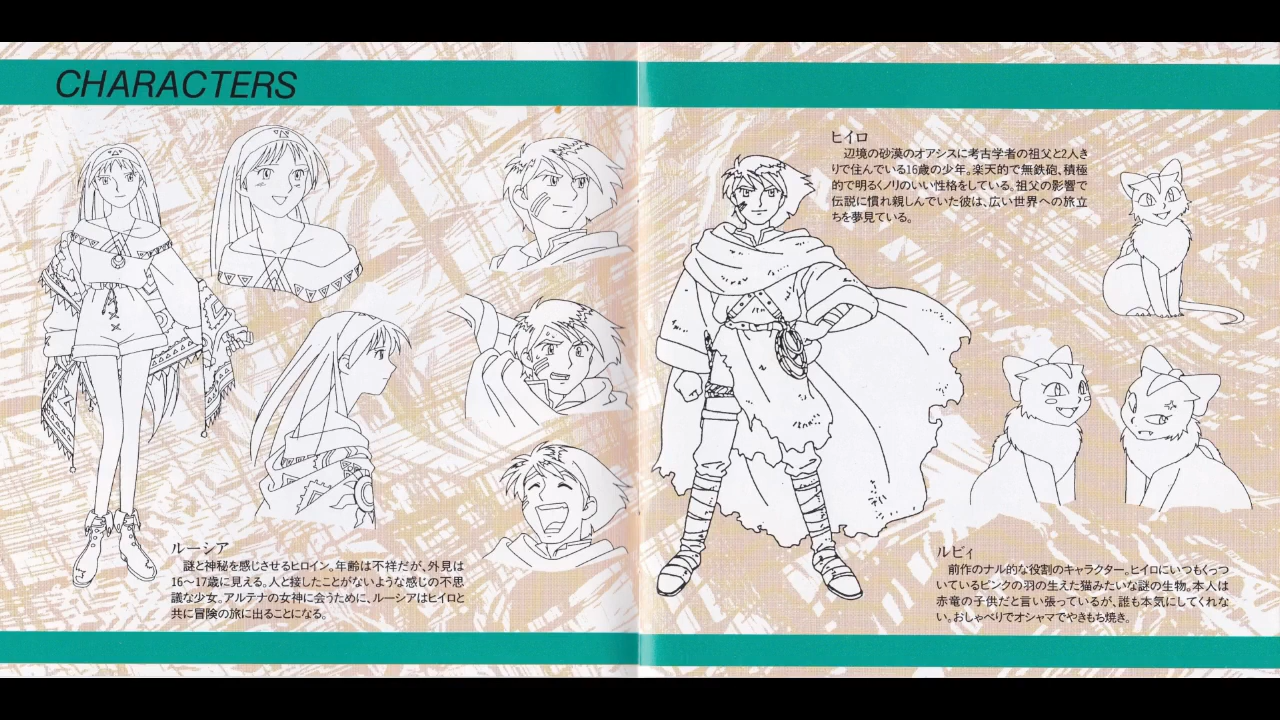 CHARACTERS
ルーシア
謎と神秘を感じさせるヒロイン。年齢は不祥だが、外見は
16〜17歳に見える。人と接したことがないような感じの不思
議な少女。アルテナの女神に会うために、ルーシアはヒイロと
共に冒険の旅に出ることになる。
ヒイロ
辺境の砂漠のオアシスに考古学者の祖父と2人き
りで住んでいる16歳の少年。楽天的で無鉄砲、積極
的で明るくノリのいい性格をしている。祖父の影響で
伝説に慣れ親しんでいた彼は、広い世界への旅立
ちを夢見ている。
ルビィ
前作のナル的な役割のキャラクター。ヒイロにいつもくっつ
いているピンクの羽の生えた猫みたいな謎の生物。本人は
赤竜の子供だと言い張っているが、誰も本気にしてくれな
い。おしゃべりでオシャマでやきもち焼き。